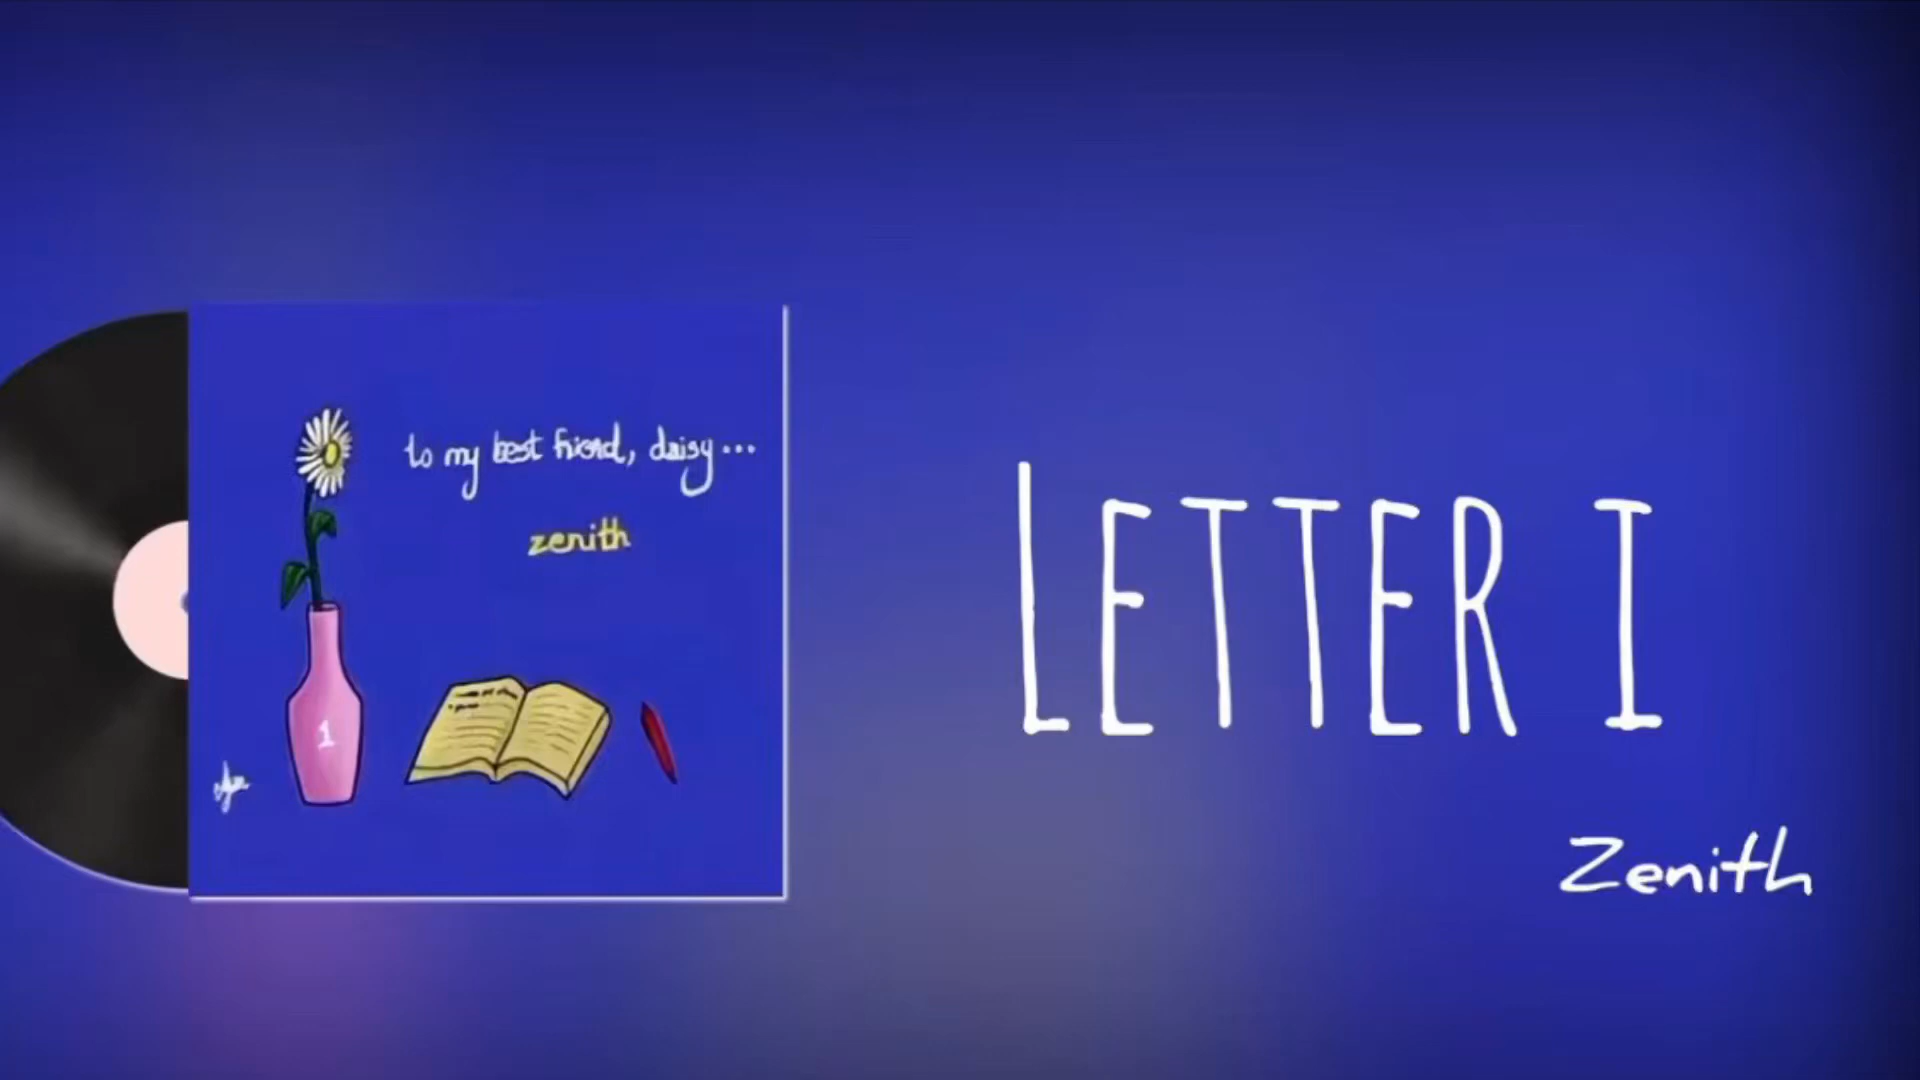 to my best friend, daisy...
zenith
1
LETTER I
Zenith